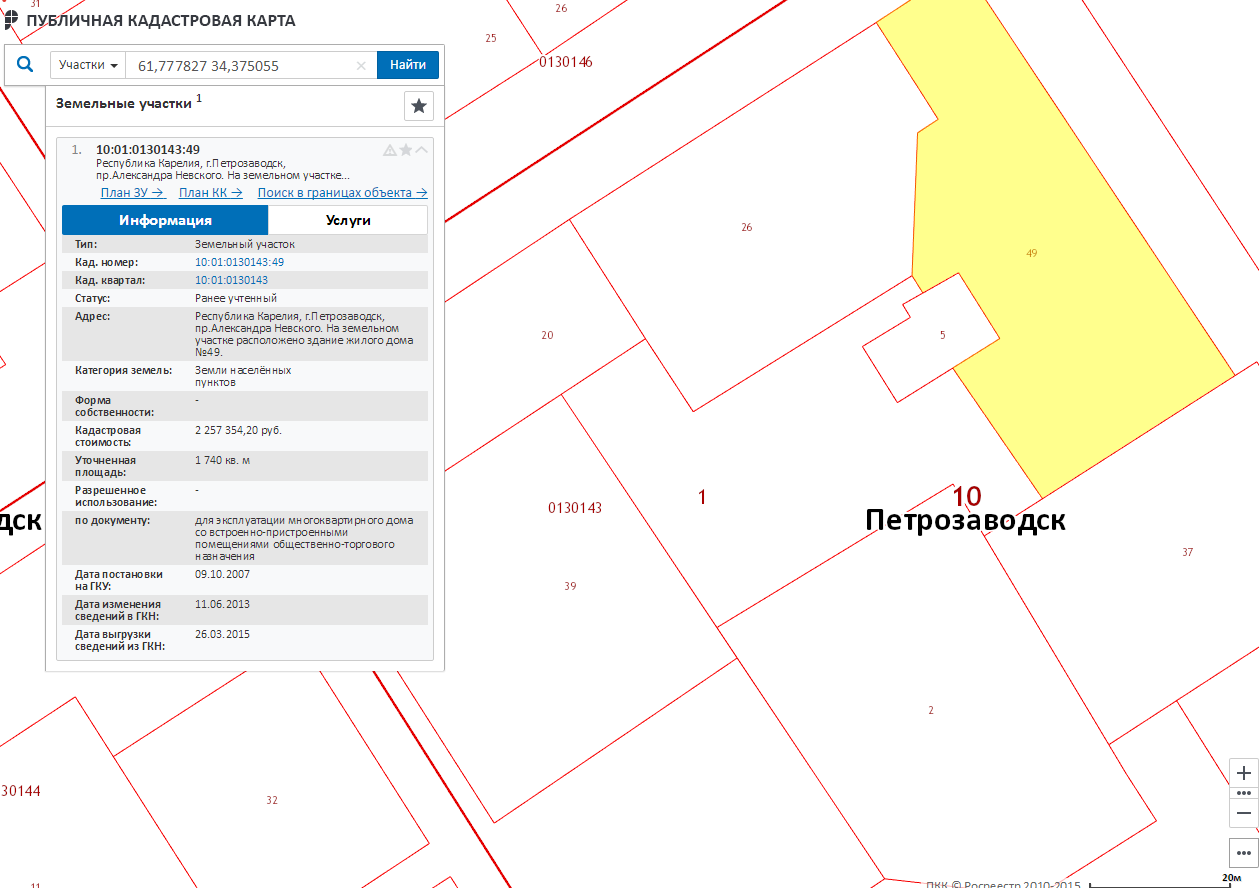 31
ПУБЛИЧНАЯ КАДАСТРОВАЯ КАРТА
Участки
61,777827 34,375055
Найти
Земельные участки 1
1. 10:01:0130143:49
Республика Карелия, г.Петрозаводск,
пр.Александра Невского. На земельном участке...
План ЗУ → План КК → Поиск в границах объекта →
Информация Услуги
Тип: Земельный участок
Кад. номер: 10:01:0130143:49
Кад. квартал: 10:01:0130143
Статус: Ранее учтенный
Адрес: Республика Карелия, г.Петрозаводск,
пр.Александра Невского. На земельном
участке расположено здание жилого дома
№49.
Категория земель: Земли населённых
пунктов
Форма
собственности: -
Кадастровая
стоимость: 2 257 354,20 руб.
Уточненная
площадь: 1 740 кв. м
Разрешенное
использование: -
по документу: для эксплуатации многоквартирного дома
со встроенно-пристроенными
помещениями общественно-торгового
назначения
Дата постановки
на ГКУ: 09.10.2007
Дата изменения
сведений в ГКН: 11.06.2013
Дата выгрузки
сведений из ГКН: 26.03.2015
26
25
0130146
26
49
20
5
10
1
Петрозаводск
дск
0130143
37
39
2
30144
32
11
ПКК © Росреестр 2010-2015
20м